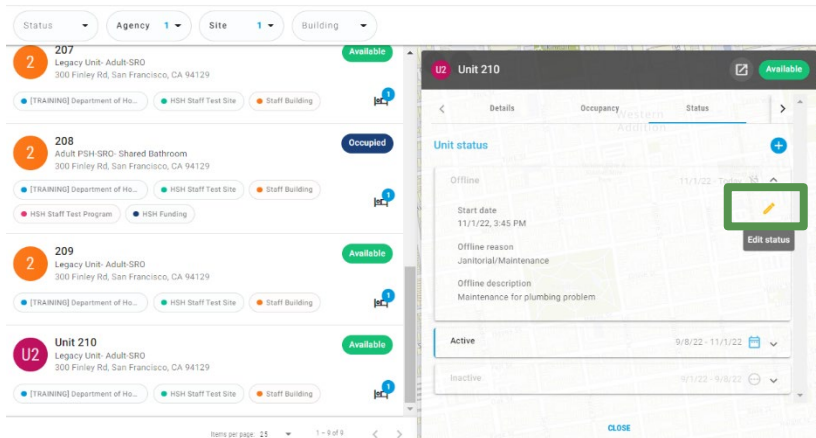 Status Agency 1 Site 1 Building
2 207 Available
Legacy Unit- Adult-SRO
300 Finley Rd, San Francisco, CA 94129
[TRAINING] Department of Ho... HSH Staff Test Site Staff Building 1
2 208 Occupied
Adult PSH-SRO- Shared Bathroom
300 Finley Rd, San Francisco, CA 94129
[TRAINING] Department of Ho... HSH Staff Test Site Staff Building 1
HSH Staff Test Program HSH Funding
2 209 Available
Legacy Unit- Adult-SRO
300 Finley Rd, San Francisco, CA 94129
[TRAINING] Department of Ho... HSH Staff Test Site Staff Building 1
U2 Unit 210 Available
Legacy Unit- Adult-SRO
300 Finley Rd, San Francisco, CA 94129
[TRAINING] Department of Ho... HSH Staff Test Site Staff Building 1
Items per page 25 1 – 9 of 9
U2 Unit 210 Available
Details Occupancy Status
Western
Addition
Unit status
Offline 11/1/22 - Today
Start date
11/1/22, 3:45 PM
Edit status
Offline reason
Janitorial/Maintenance
Offline description
Maintenance for plumbing problem
Active 9/8/22 - 11/1/22
Inactive 9/1/22 - 9/8/22
CLOSE